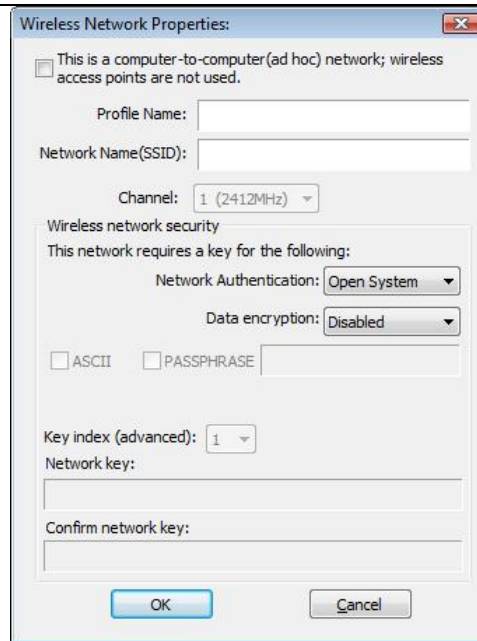 Wireless Network Properties:
This is a computer-to-computer(ad hoc) network; wireless
access points are not used.
Profile Name:
Network Name(SSID):
Channel: 1 (2412MHz)
Wireless network security
This network requires a key for the following:
Network Authentication: Open System
Data encryption: Disabled
ASCII PASSPHRASE
Key index (advanced): 1
Network key:
Confirm network key:
OK Cancel